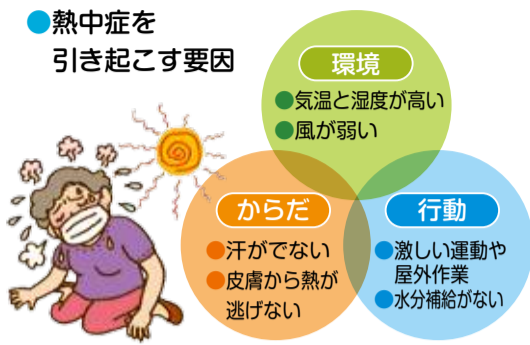 ●熱中症を
引き起こす要因
環境
●気温と湿度が高い
●風が弱い
からだ
●汗がでない
●皮膚から熱が
逃げない
行動
●激しい運動や
屋外作業
●水分補給がない